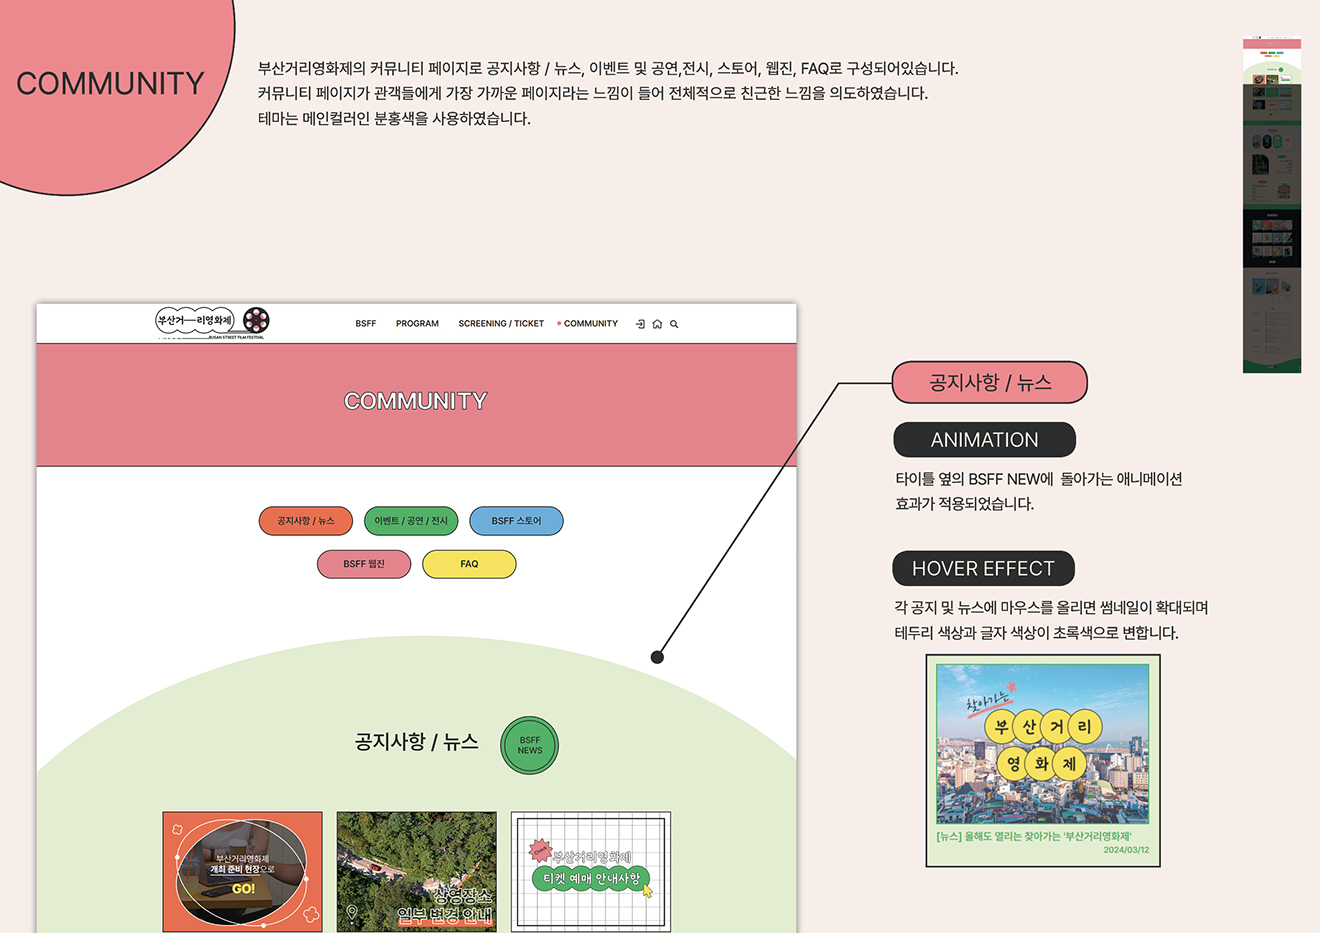 COMMUNITY
부산거리영화제의 커뮤니티 페이지로 공지사항 / 뉴스, 이벤트 및 공연,전시, 스토어, 웹진, FAQ로 구성되어있습니다.
커뮤니티 페이지가 관객들에게 가장 가까운 페이지라는 느낌이 들어 전체적으로 친근한 느낌을 의도하였습니다.
테마는 메인컬러인 분홍색을 사용하였습니다.
부산거리영화제
BUSAN STREET FILM FESTIVAL
BSFF PROGRAM SCREENING / TICKET COMMUNITY
COMMUNITY
공지사항 / 뉴스 이벤트 / 공연 / 전시 BSFF 스토어
BSFF 웹진 FAQ
공지사항 / 뉴스
BSFF
NEWS
부산거리영화제
개최 준비 현장으로
GO!
상영장소
일부 변경 안내
Check
부산거리영화제
티켓 예매 안내사항
공지사항 / 뉴스
ANIMATION
타이틀 옆의 BSFF NEW에 돌아가는 애니메이션
효과가 적용되었습니다.
HOVER EFFECT
각 공지 및 뉴스에 마우스를 올리면 썸네일이 확대되며
테두리 색상과 글자 색상이 초록색으로 변합니다.
찾아가는
부산거리
영화제
[뉴스] 올해도 열리는 찾아가는 '부산거리영화제'
2024/03/12